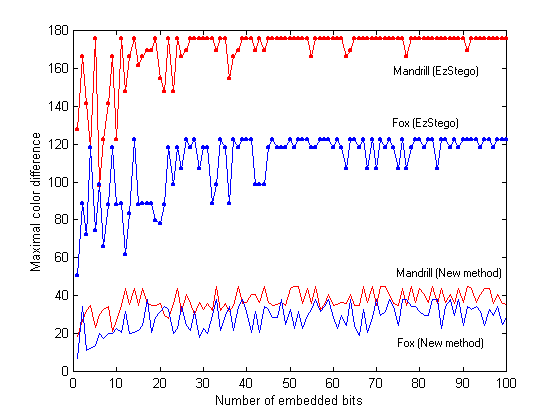 180
160
140
120
100
80
60
40
20
0
Maximal color difference
Mandrill (EzStego)
Fox (EzStego)
Mandrill (New method)
Fox (New method)
0 10 20 30 40 50 60 70 80 90 100
Number of embedded bits